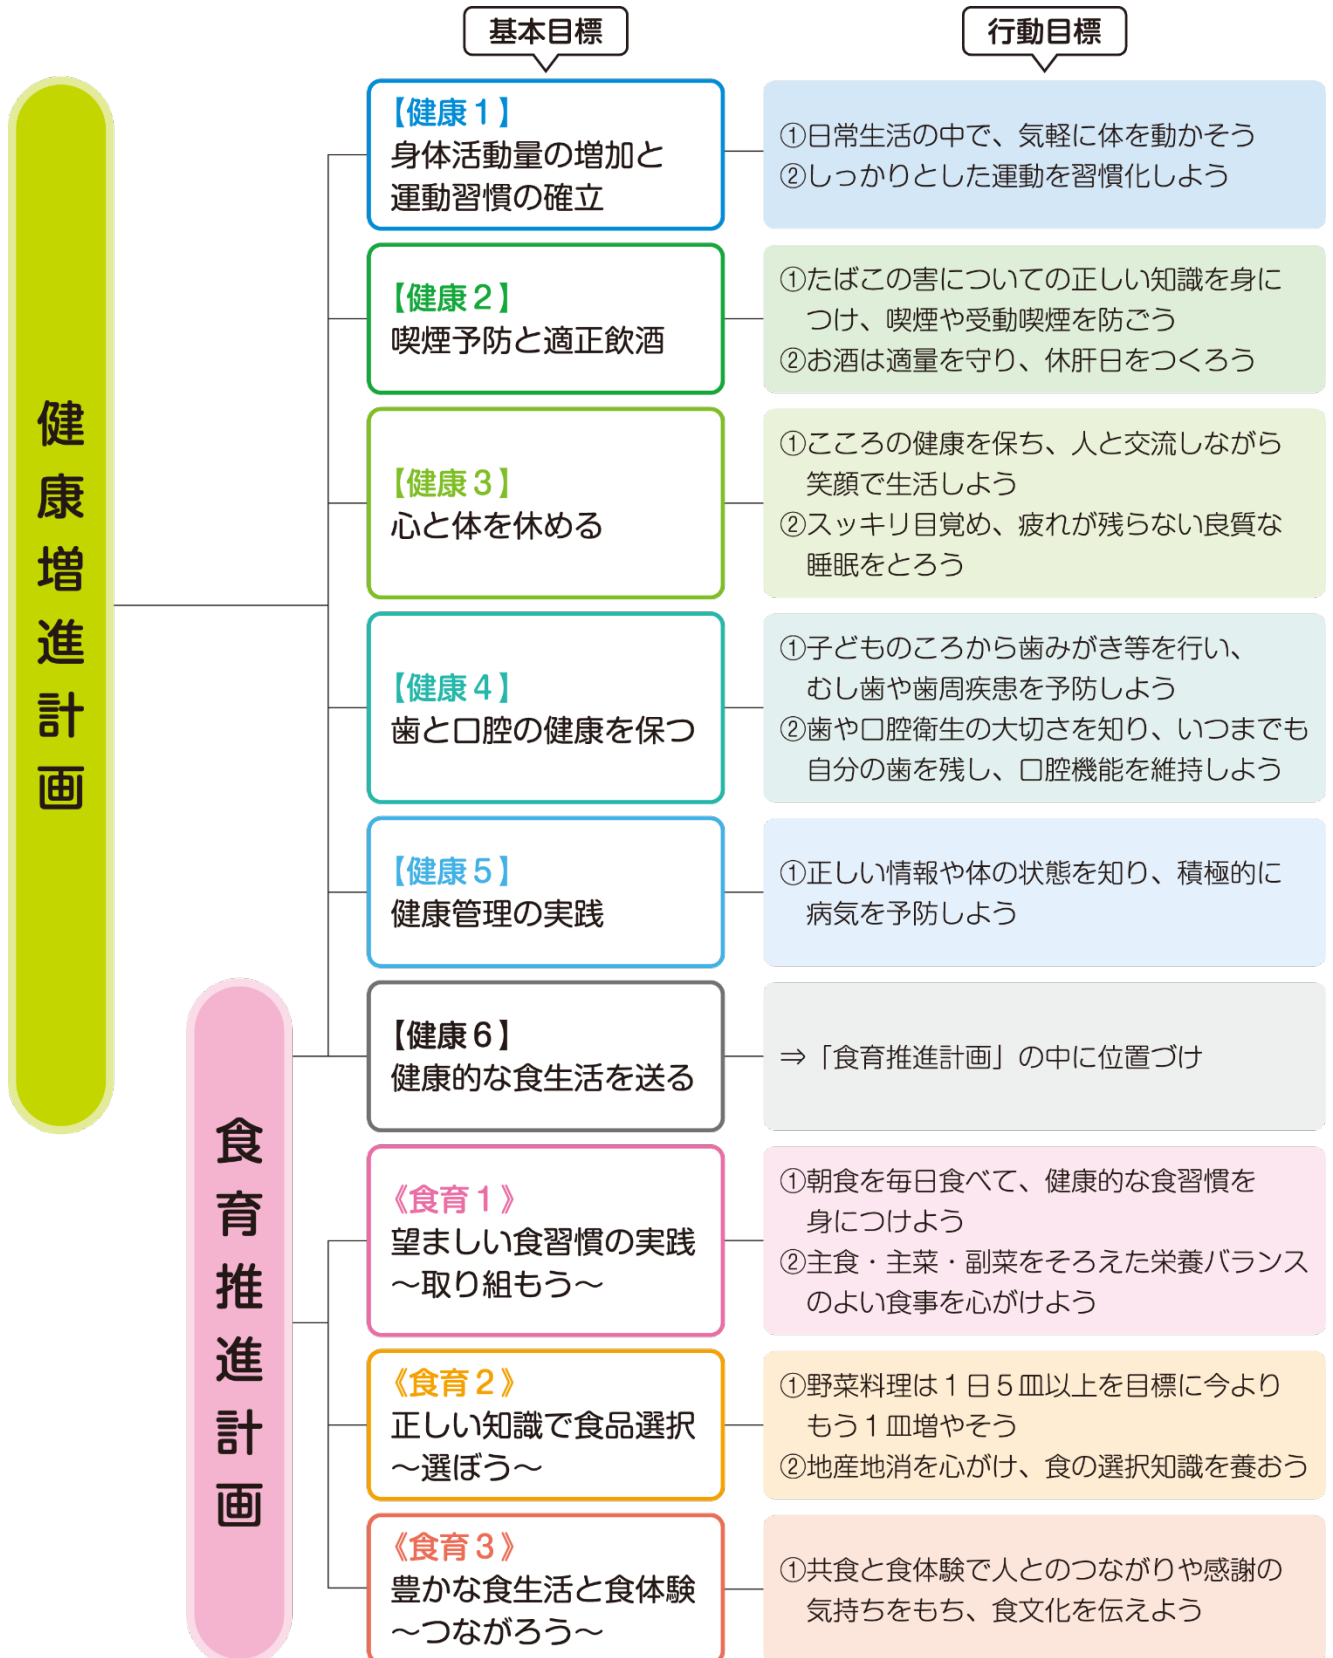 基本目標
行動目標
健康増進計画
【健康１】
身体活動量の増加と
運動習慣の確立
①日常生活の中で、気軽に体を動かそう
②しっかりとした運動を習慣化しよう
【健康２】
喫煙予防と適正飲酒
①たばこの害についての正しい知識を身に
つけ、喫煙や受動喫煙を防ごう
②お酒は適量を守り、休肝日をつくろう
【健康３】
心と体を休める
①こころの健康を保ち、人と交流しながら
笑顔で生活しよう
②スッキリ目覚め、疲れが残らない良質な
睡眠をとろう
【健康４】
歯と口腔の健康を保つ
①子どものころから歯みがき等を行い、
むし歯や歯周疾患を予防しよう
②歯や口腔衛生の大切さを知り、いつまでも
自分の歯を残し、口腔機能を維持しよう
【健康５】
健康管理の実践
①正しい情報や体の状態を知り、積極的に
病気を予防しよう
食育推進計画
【健康６】
健康的な食生活を送る
⇒「食育推進計画」の中に位置づけ
《食育１》
望ましい食習慣の実践
～取り組もう～
①朝食を毎日食べて、健康的な食習慣を
身につけよう
②主食・主菜・副菜をそろえた栄養バランス
のよい食事を心がけよう
《食育２》
正しい知識で食品選択
～選ぼう～
①野菜料理は１日５皿以上を目標に今より
もう１皿増やそう
②地産地消を心がけ、食の選択知識を養おう
《食育３》
豊かな食生活と食体験
～つながろう～
①共食と食体験で人とのつながりや感謝の
気持ちをもち、食文化を伝えよう